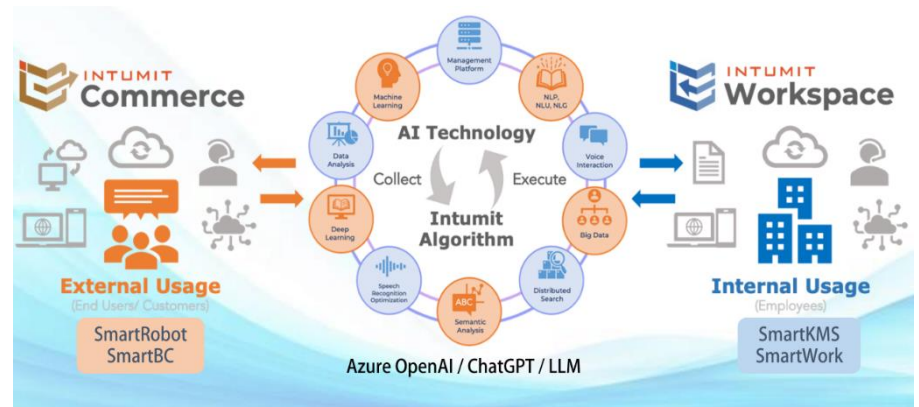 INTUMIT
Commerce
External Usage
(End Users/ Customers)
SmartRobot
SmartBC
Management
Platform
Machine
Learning
NLP,
NLU, NLG
Data
Analysis
Voice
Interaction
Deep
Learning
Big Data
Speech
Recognition
Optimization
Distributed
Search
ABC
Semantic
Analysis
AI Technology
Collect
Execute
Intumit
Algorithm
Azure OpenAI / ChatGPT / LLM
INTUMIT
Workspace
Internal Usage
(Employees)
SmartKMS
SmartWork